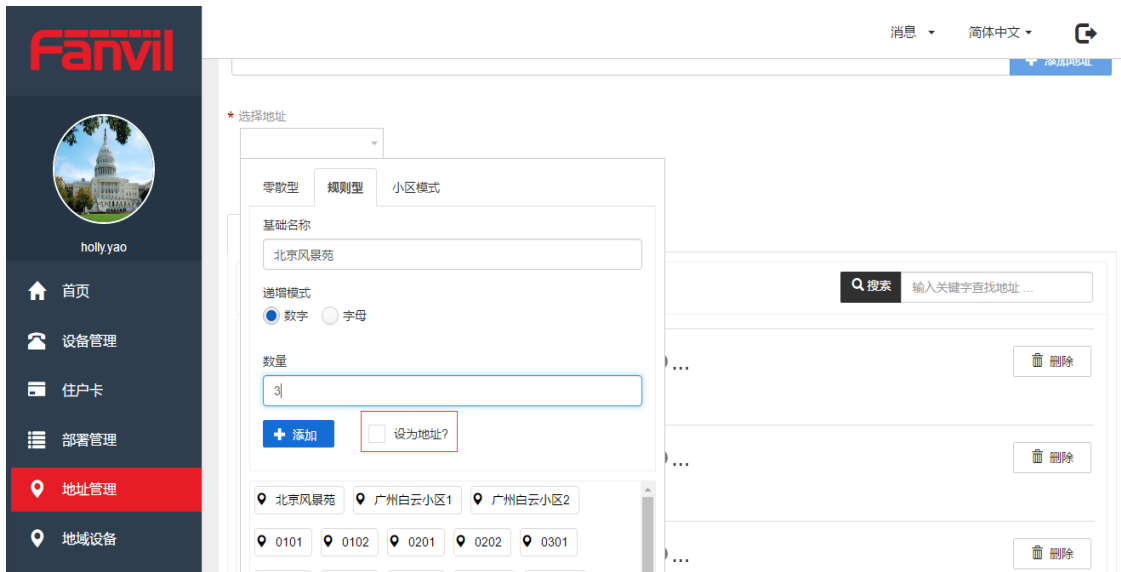 Fanvil
消息
简体中文
添加地址
* 选择地址
零散型 规则型 小区模式
holly.yao
基础名称
北京风景苑
首页
递增模式
数字 字母
搜索 输入关键字查找地址 ...
设备管理
数量
...
删除
住户卡
3
添加 设为地址?
部署管理
...
删除
地址管理
北京风景苑 广州白云小区1 广州白云小区2
地域设备
0101 0102 0201 0202 0301
...
删除